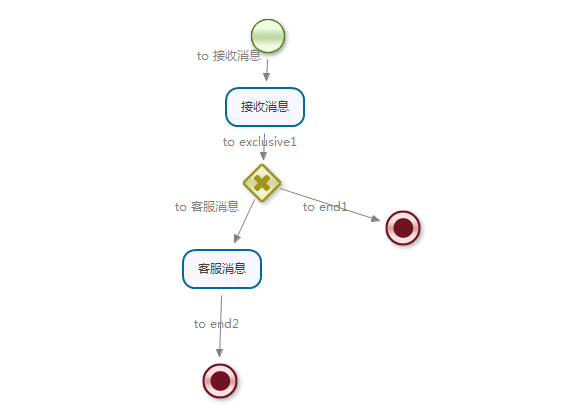 to 接收消息
接收消息
to exclusive1
to 客服消息
to end1
客服消息
to end2